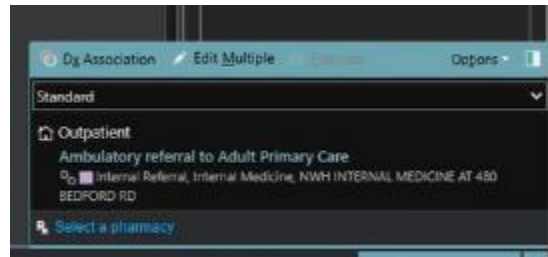 Dx Association Edit Multiple Options
Standard
Outpatient
Ambulatory referral to Adult Primary Care
Internal Referral, Internal Medicine, NWH INTERNAL MEDICINE AT 480
BEDFORD RD
Select a pharmacy